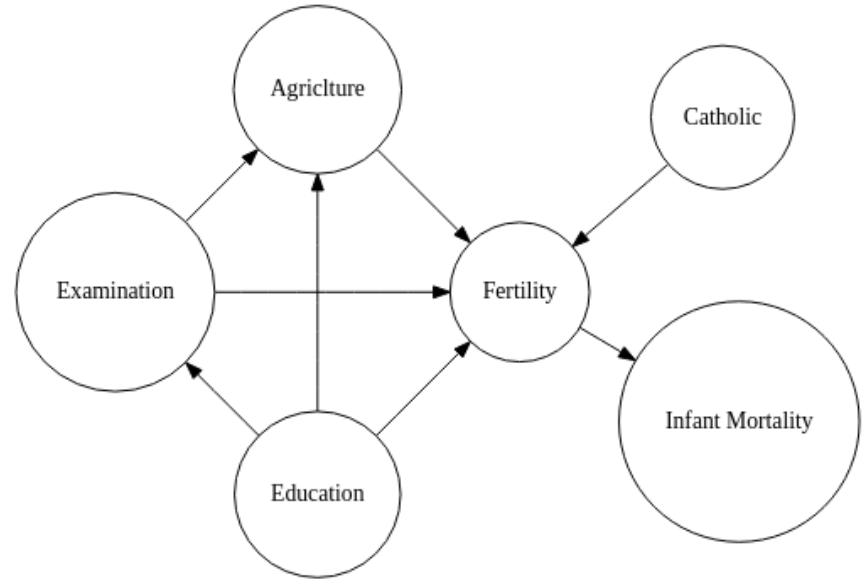 Agriclture
Catholic
Examination
Fertility
Infant Mortality
Education